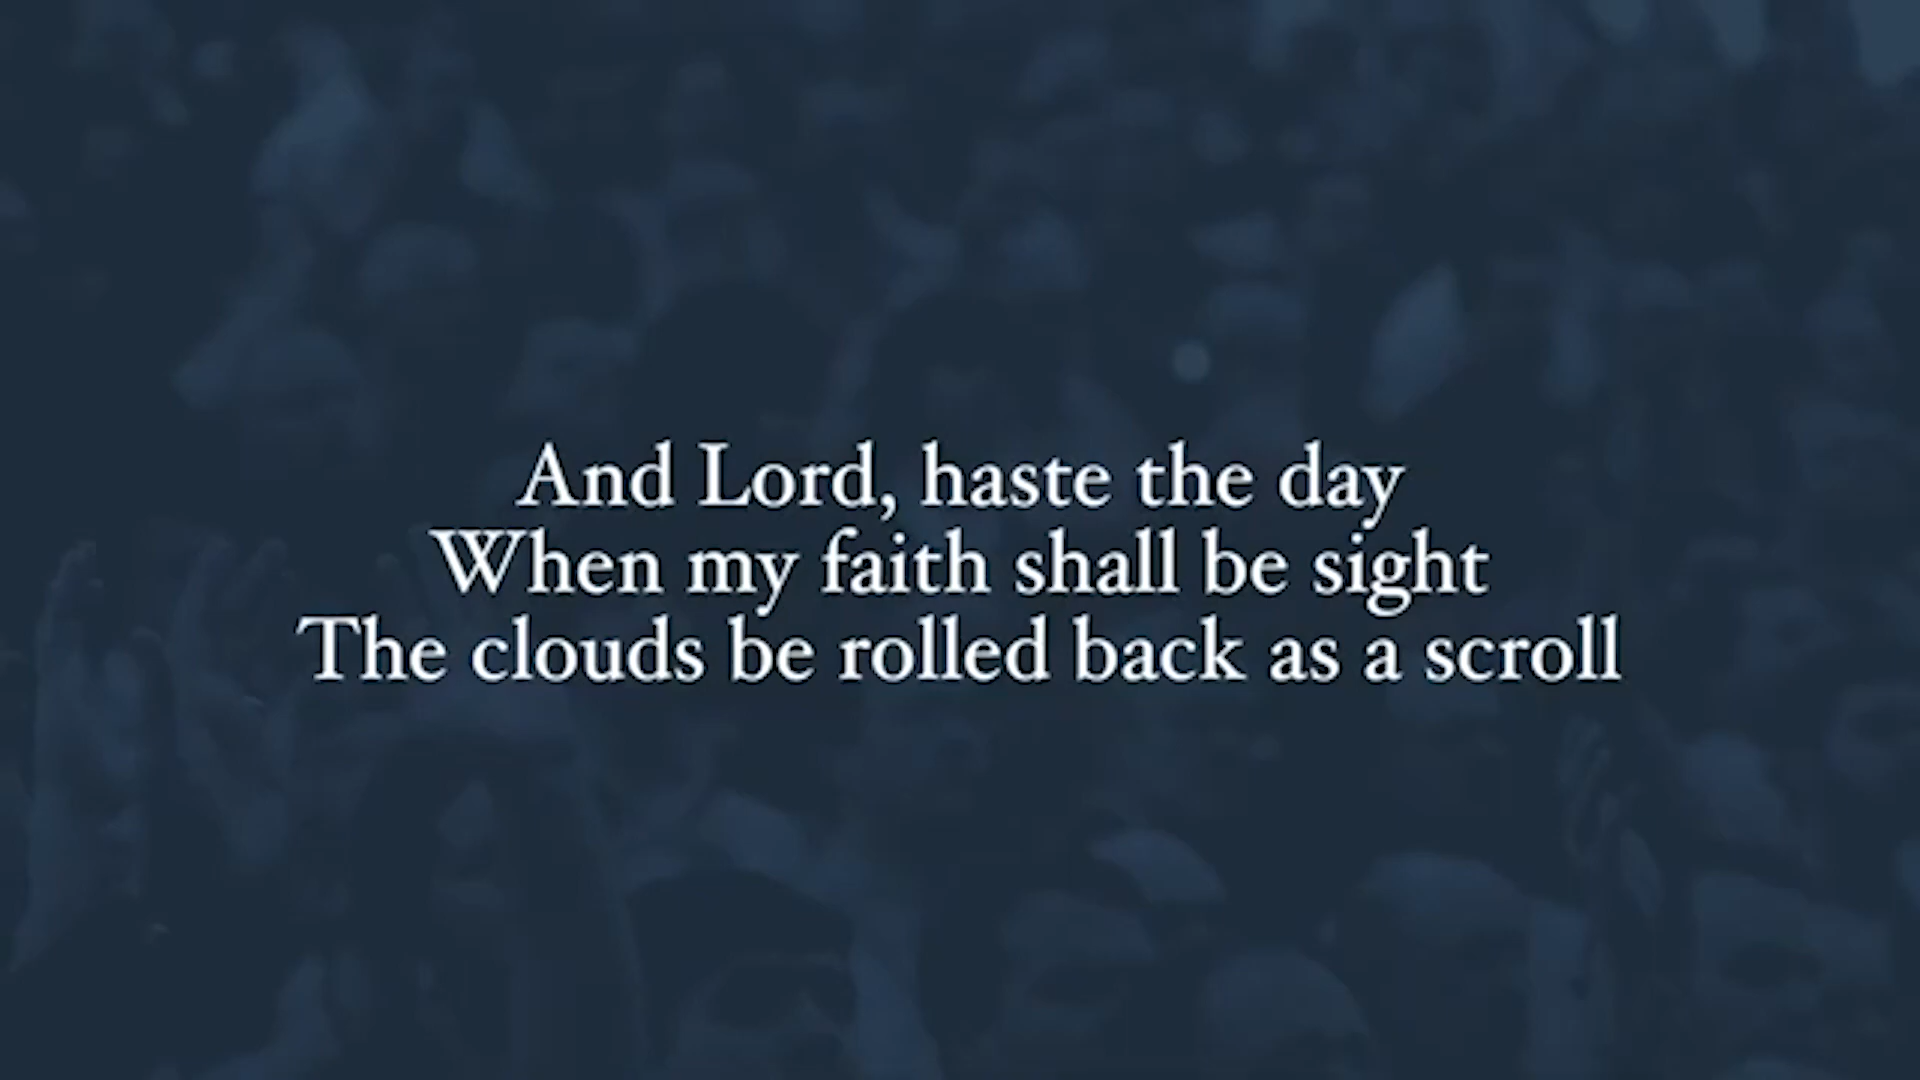 And Lord, haste the day
When my faith shall be sight
The clouds be rolled back as a scroll